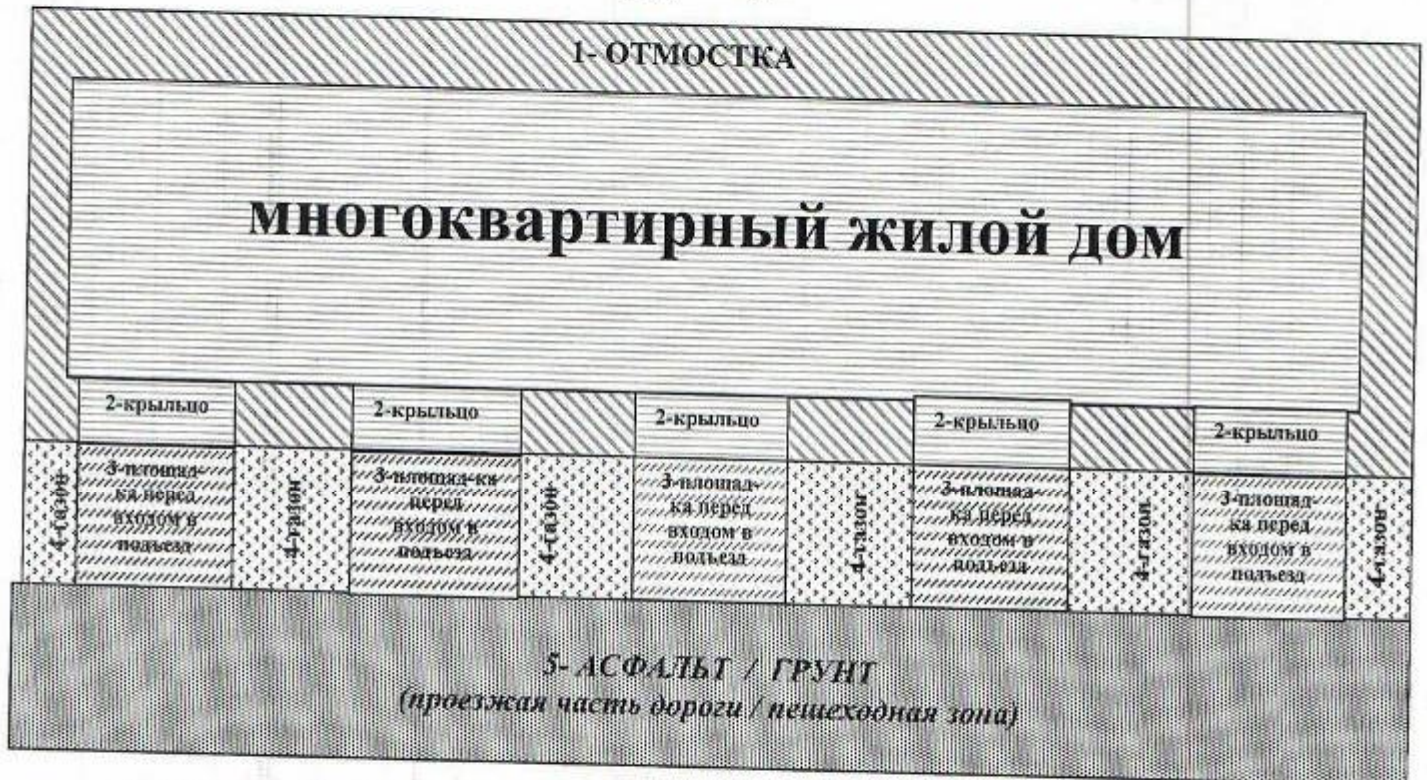 1- ОТМОСТКА
многоквартирный жилой дом
2-крыльцо
2-крыльцо
2-крыльцо
2-крыльцо
2-крыльцо
4-газон
3-площад-
ка перед
входом в
подъезд
4-газон
3-площад-ка
перед
входом в
подъезд
4-газон
3-площад-
ка перед
входом в
подъезд
4-газон
3-площад-
ка перед
входом в
подъезд
4-газон
3-площад-
ка перед
входом в
подъезд
4-газон
5- АСФАЛЬТ / ГРУНТ
(проезжая часть дороги / пешеходная зона)